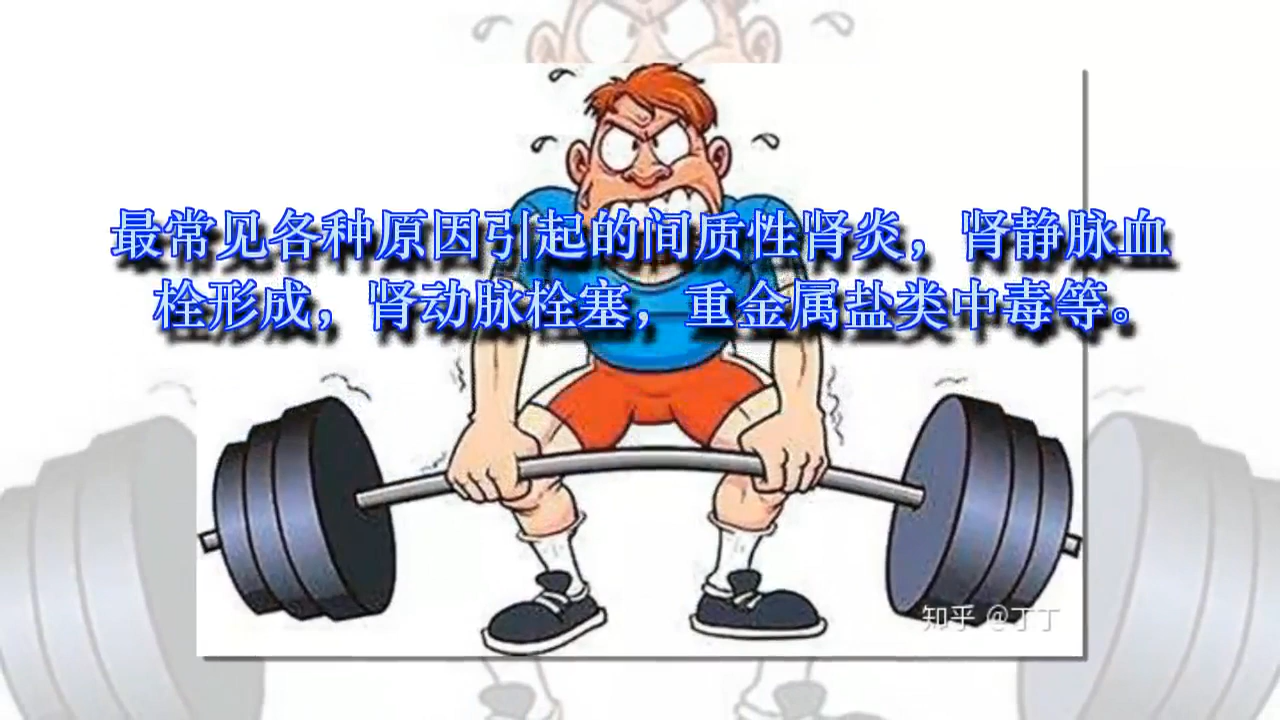 最常见各种原因引起的间质性肾炎，肾静脉血
栓形成，肾动脉栓塞，重金属盐类中毒等。
知乎 @丁丁